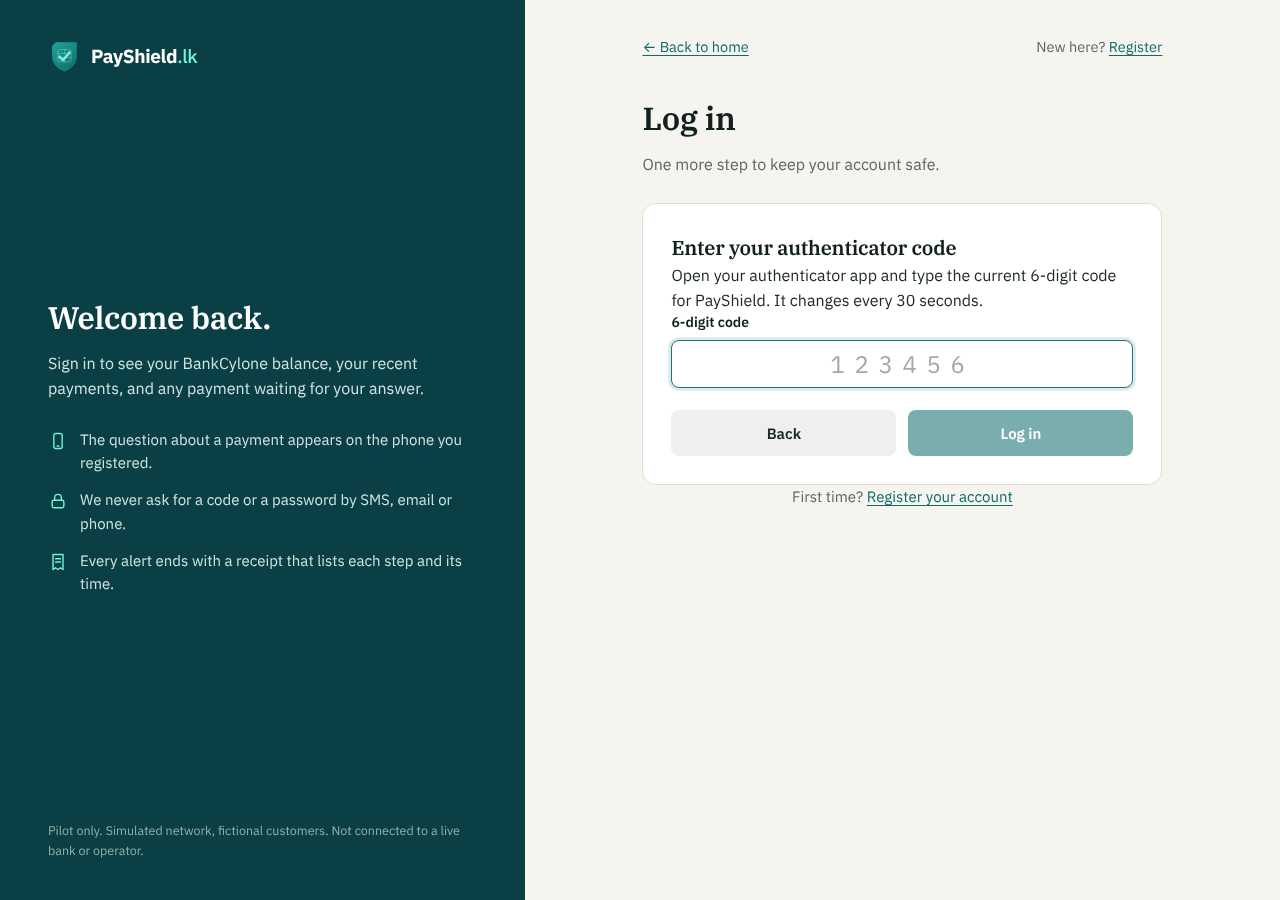 PayShield.lk
Welcome back.
Sign in to see your BankCylone balance, your recent
payments, and any payment waiting for your answer.
The question about a payment appears on the phone you
registered.
We never ask for a code or a password by SMS, email or
phone.
Every alert ends with a receipt that lists each step and its
time.
Pilot only. Simulated network, fictional customers. Not connected to a live
bank or operator.
← Back to home
New here? Register
Log in
One more step to keep your account safe.
Enter your authenticator code
Open your authenticator app and type the current 6-digit code
for PayShield. It changes every 30 seconds.
6-digit code
123456
Back
Log in
First time? Register your account